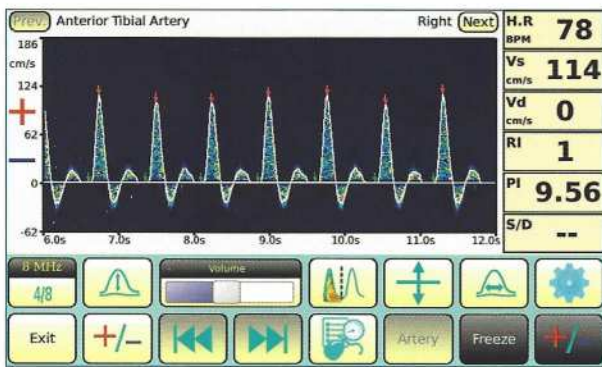 Prev. Anterior Tibial Artery Right Next
186
cm/s
124
62
0
-62
6.0s 7.0s 8.0s 9.0s 10.0s 11.0s 12.0s
H.R
BPM 78
Vs
cm/s 114
Vd
cm/s 0
RI 1
PI 9.56
S/D --
8 MHz
4/8
Volume
Exit
+/-
Artery
Freeze
+/-